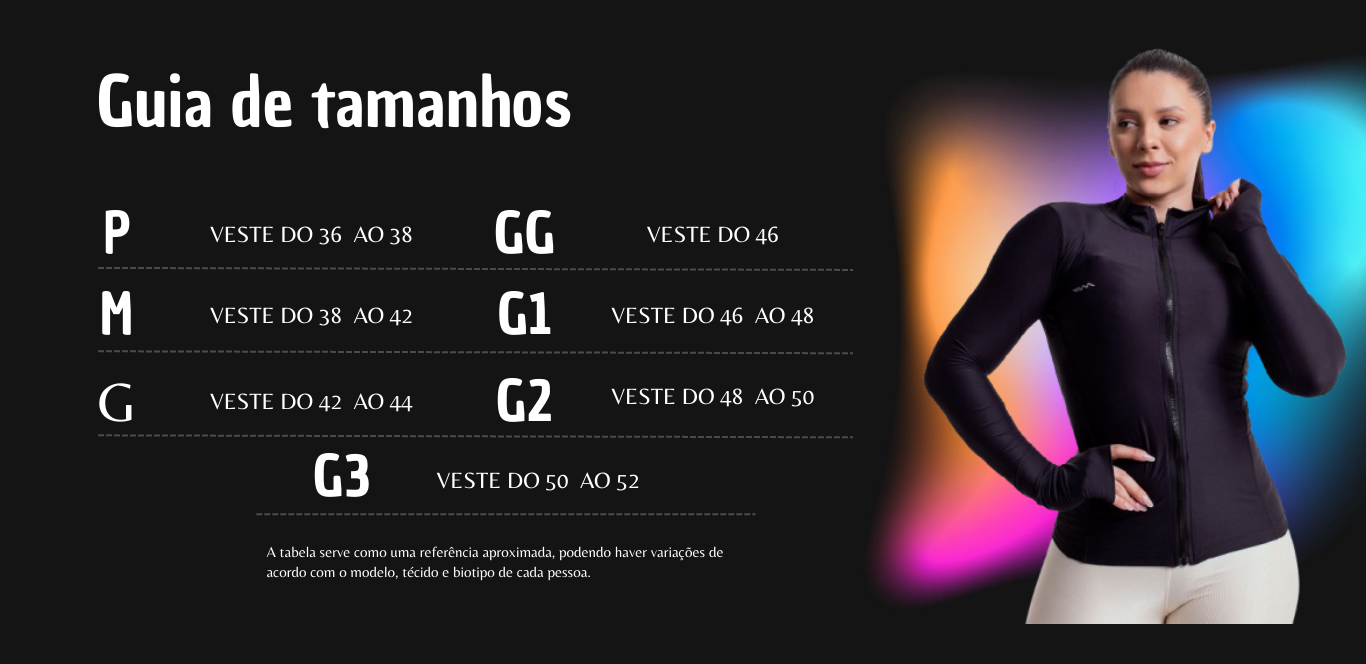 Guia de tamanhos
P VESTE DO 36 AO 38
GG VESTE DO 46
M VESTE DO 38 AO 42
G1 VESTE DO 46 AO 48
G VESTE DO 42 AO 44
G2 VESTE DO 48 AO 50
G3 VESTE DO 50 AO 52
A tabela serve como uma referência aproximada, podendo haver variações de
acordo com o modelo, técido e biotipo de cada pessoa.